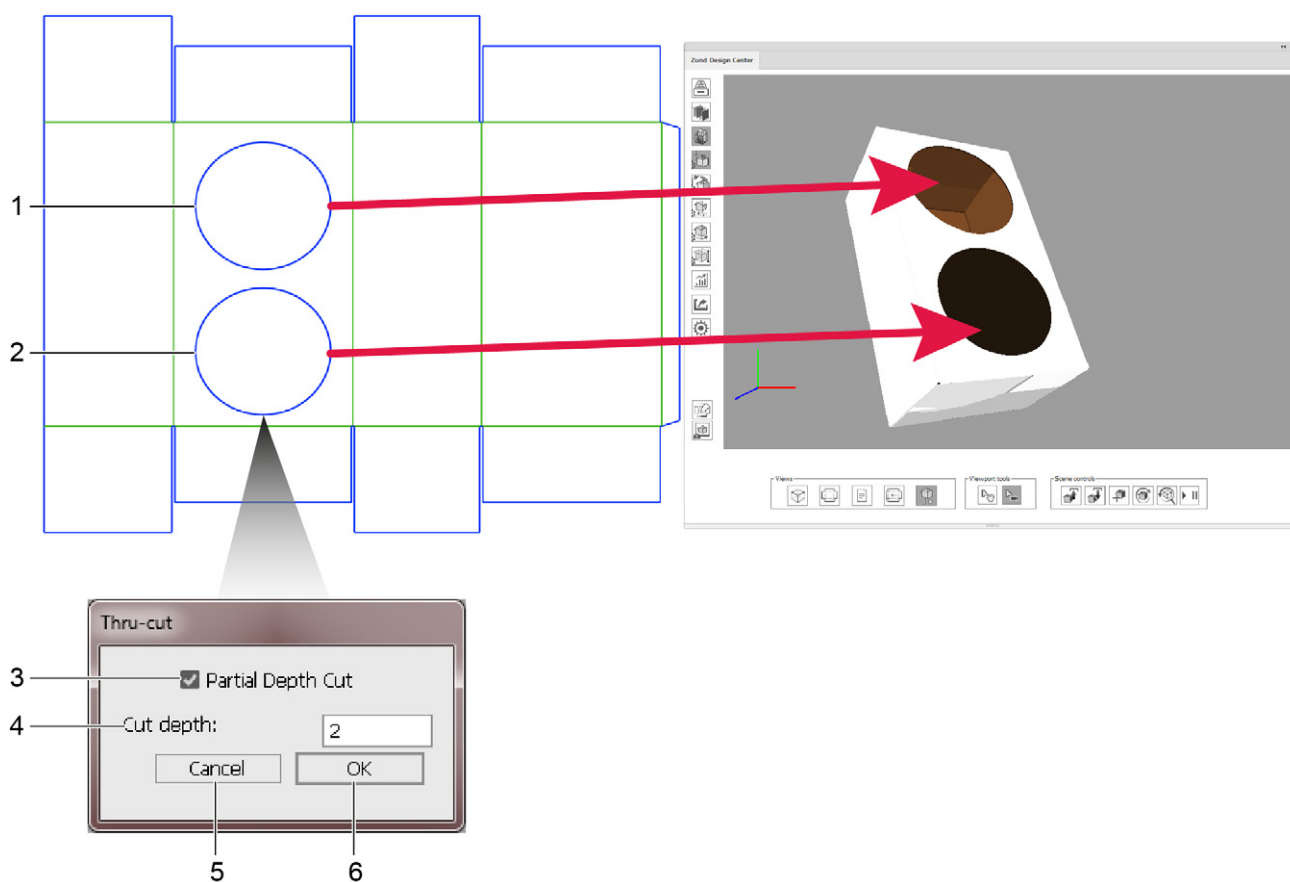 Zund Design Center
1
2
Views
Viewport tools
Scene controls
Thru-cut
3
Partial Depth Cut
4
Cut depth:
2
Cancel
OK
5
6